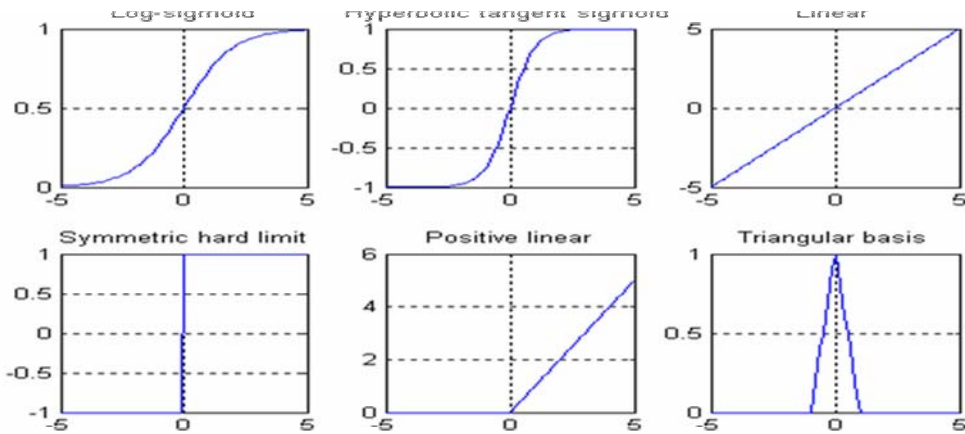 Log-sigmoid Hyperbolic tangent sigmoid Linear
1 1 5
0.5
0.5 0 0
-0.5
0 -1 -5
-5 0 5 -5 0 5 -5 0 5
Symmetric hard limit Positive linear Triangular basis
1 6 1
0.5 4
0 0.5
-0.5 2
-1 0 0
-5 0 5 -5 0 5 -5 0 5